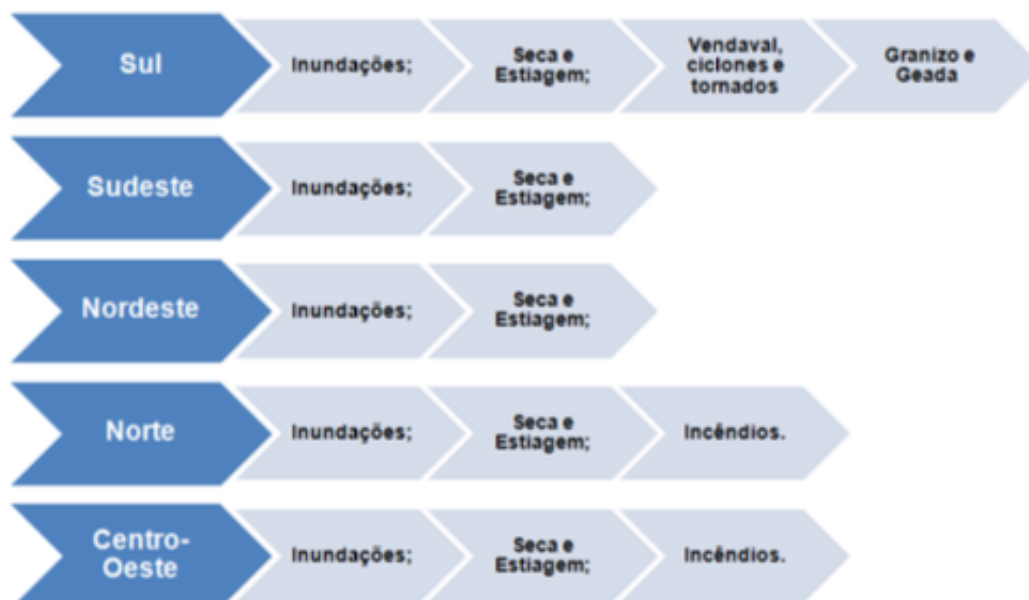 Sul
Inundações;
Seca e
Estiagem;
Vendaval,
ciclones e
tornados
Granizo e
Geada
Sudeste
Inundações;
Seca e
Estiagem;
Nordeste
Inundações;
Seca e
Estiagem;
Norte
Inundações;
Seca e
Estiagem;
Incêndios.
Centro-
Oeste
Inundações;
Seca e
Estiagem;
Incêndios.